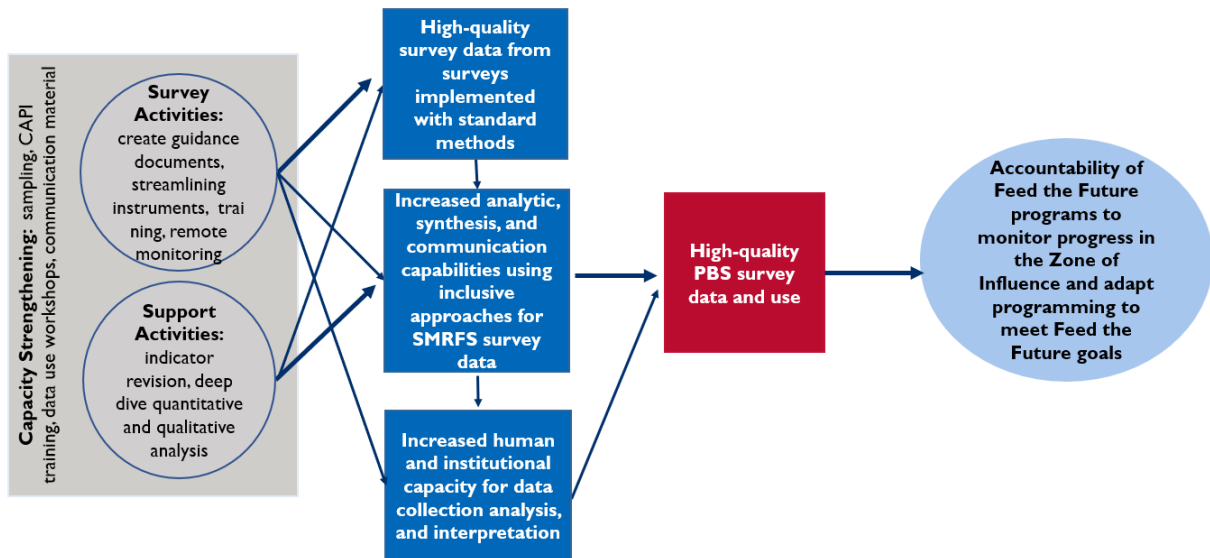 Capacity Strengthening: sampling, CAPI
training, data use workshops, communication material
Survey
Activities:
create guidance
documents,
streamlining
instruments, trai
ning, remote
monitoring
Support
Activities:
indicator
revision, deep
dive quantitative
and qualitative
analysis
High-quality
survey data from
surveys
implemented
with standard
methods
Increased analytic,
synthesis, and
communication
capabilities using
inclusive
approaches for
SMRFS survey
data
Increased human
and institutional
capacity for data
collection analysis,
and interpretation
High-quality
PBS survey
data and use
Accountability of
Feed the Future
programs to
monitor progress in
the Zone of
Influence and adapt
programming to
meet Feed the
Future goals